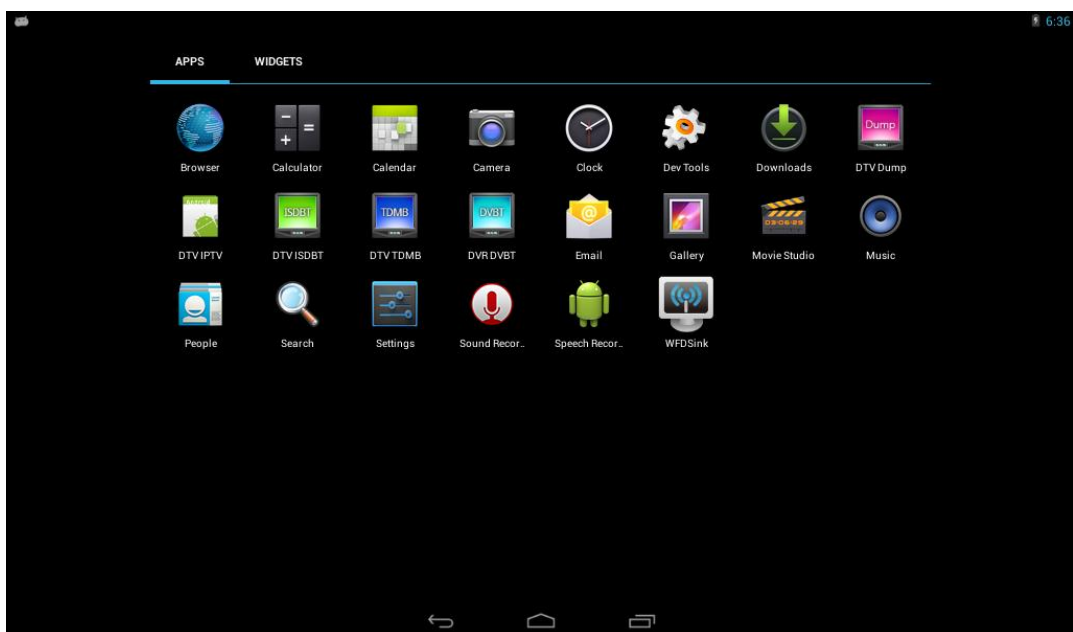 6:36
APPS WIDGETS
Dump
Browser Calculator Calendar Camera Clock Dev Tools Downloads DTV Dump
ISDBT TDMB DVBT @
DTV IPTV DTV ISDBT DTV TDMB DVR DVBT Email Gallery Movie Studio Music
People Search Settings Sound Recor.. Speech Recor.. WFDSink